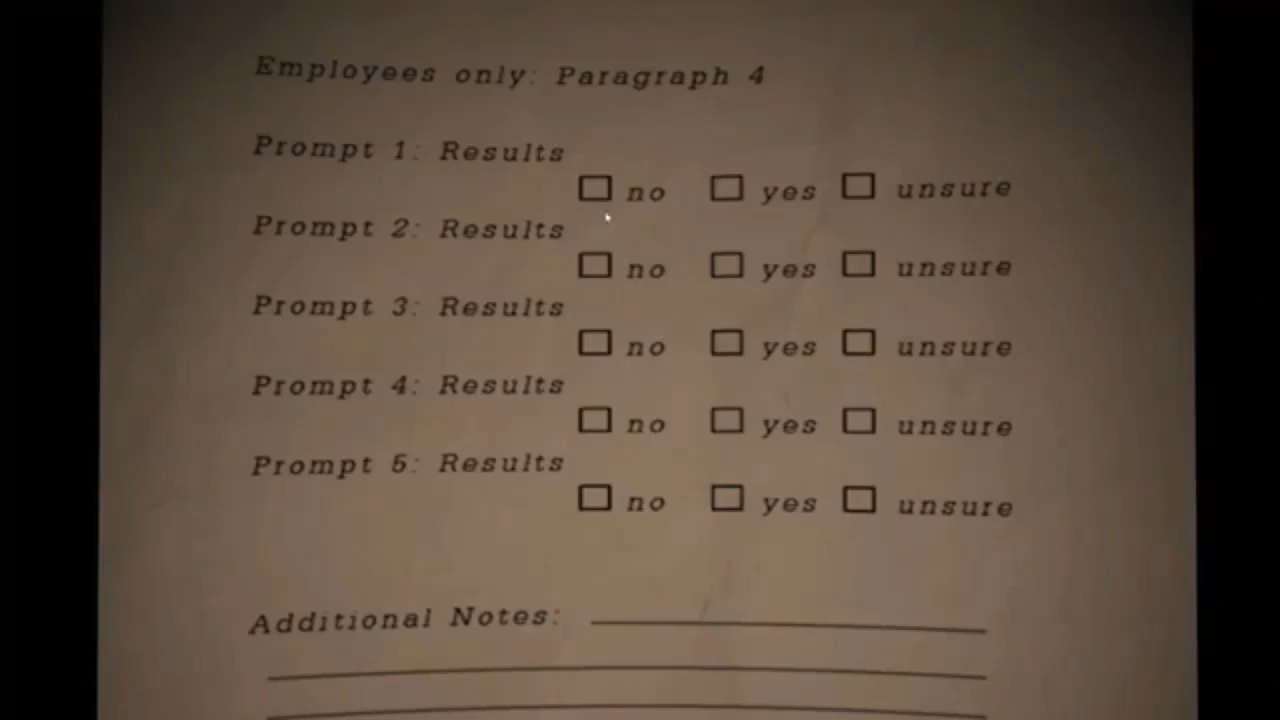 Employees only: Paragraph 4
Prompt 1: Results
no yes unsure
Prompt 2: Results
no yes unsure
Prompt 3: Results
no yes unsure
Prompt 4: Results
no yes unsure
Prompt 5: Results
no yes unsure
Additional Notes: